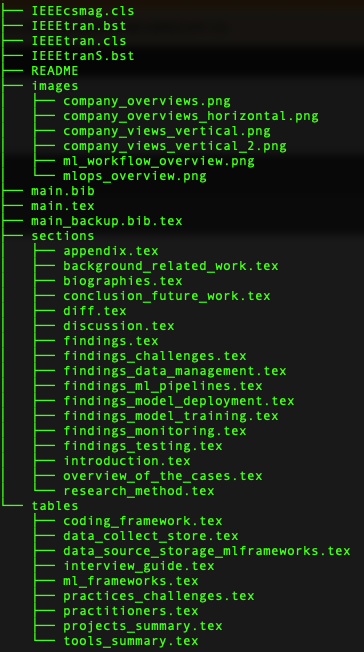 ├── IEEEcsmag.cls
├── IEEEtran.bst
├── IEEEtran.cls
├── IEEEtranS.bst
├── README
├── images
│   ├── company_overviews.png
│   ├── company_overviews_horizontal.png
│   ├── company_views_vertical.png
│   ├── company_views_vertical_2.png
│   ├── ml_workflow_overview.png
│   └── mlops_overview.png
├── main.bib
├── main.tex
├── main_backup.bib.tex
├── sections
│   ├── appendix.tex
│   ├── background_related_work.tex
│   ├── biographies.tex
│   ├── conclusion_future_work.tex
│   ├── diff.tex
│   ├── discussion.tex
│   ├── findings.tex
│   ├── findings_challenges.tex
│   ├── findings_data_management.tex
│   ├── findings_ml_pipelines.tex
│   ├── findings_model_deployment.tex
│   ├── findings_model_training.tex
│   ├── findings_monitoring.tex
│   ├── findings_testing.tex
│   ├── introduction.tex
│   ├── overview_of_the_cases.tex
│   └── research_method.tex
└── tables
    ├── coding_framework.tex
    ├── data_collect_store.tex
    ├── data_source_storage_mlframeworks.tex
    ├── interview_guide.tex
    ├── ml_frameworks.tex
    ├── practices_challenges.tex
    ├── practitioners.tex
    ├── projects_summary.tex
    └── tools_summary.tex